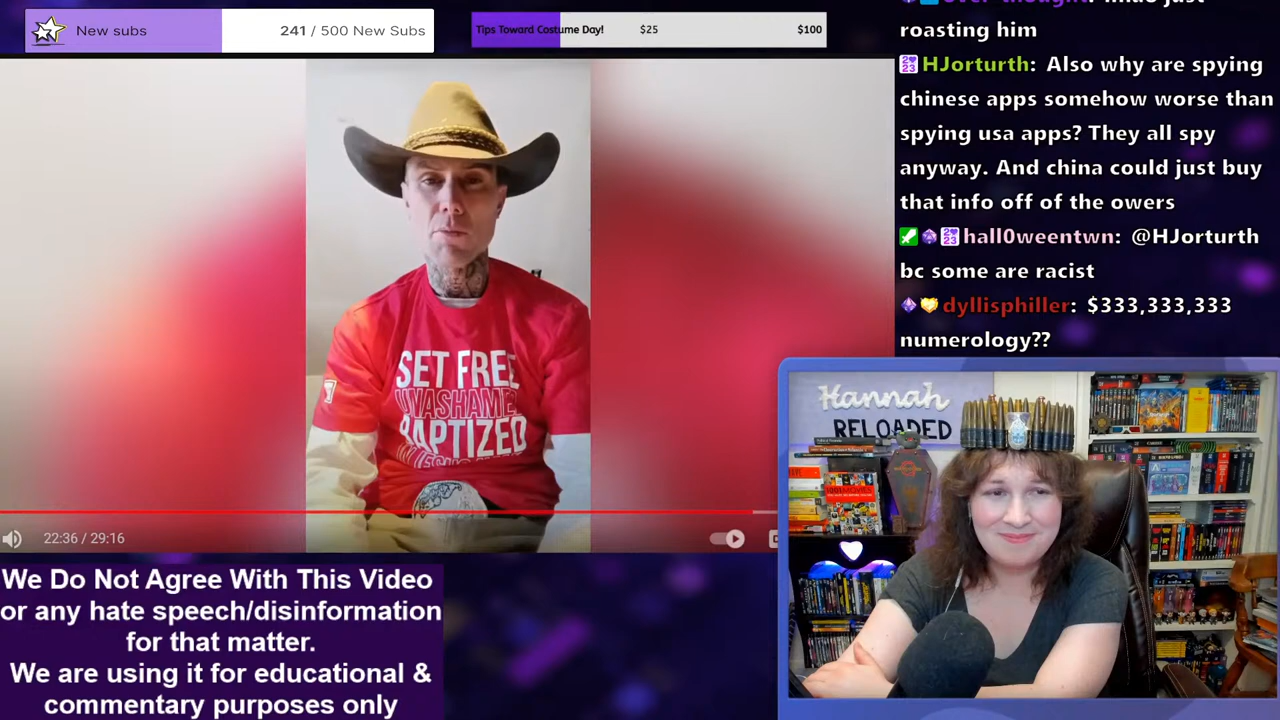 New subs
241 / 500 New Subs
Tips Toward Costume Day!
$25
$100
roasting him
HJorturth: Also why are spying
chinese apps somehow worse than
spying usa apps? They all spy
anyway. And china could just buy
that info off of the owers
hall0weentwn: @HJorturth
bc some are racist
dyllisphiller: $333,333,333
numerology??
SET FREE
UNASHAMED
BAPTIZED
22:36 / 29:16
Hannah
RELOADED
We Do Not Agree With This Video
or any hate speech/disinformation
for that matter.
We are using it for educational &
commentary purposes only